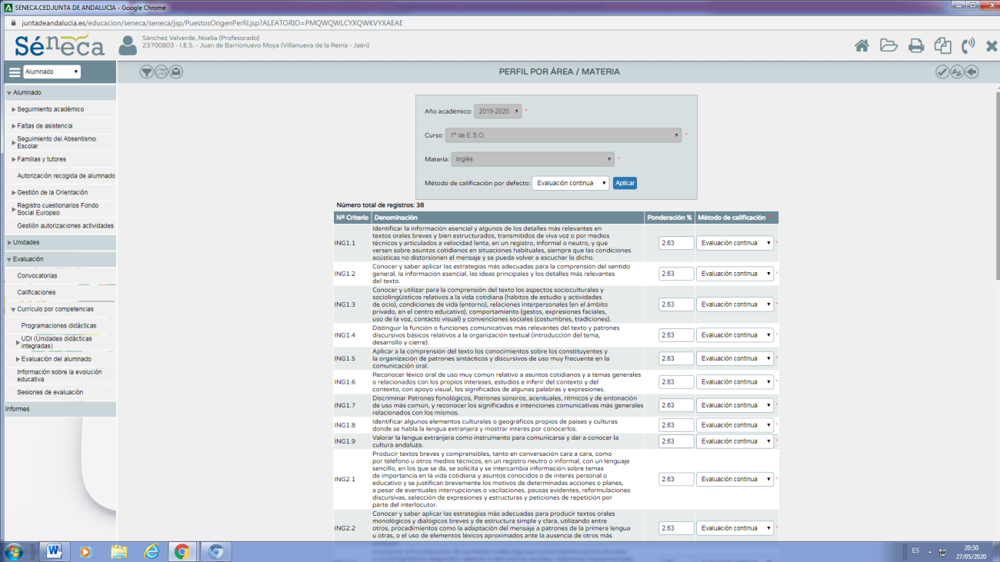 SENECA.CED.JUNTA DE ANDALUCIA - Google Chrome
juntadeandalucia.es/educacion/seneca/seneca/jsp/PuestosOrigenPerfil.jsp?ALEATORIO=PMQWQWLCYXQWKVYXAEAE
Séneca
Sánchez Valverde, Noelia (Profesorado)
23700803 - I.E.S. - Juan de Barrionuevo Moya (Villanueva de la Reina - Jaén)
Alumnado
PERFIL POR ÁREA / MATERIA
Alumnado
Seguimiento académico
Faltas de asistencia
Seguimiento del Absentismo
Escolar
Familias y tutores
Autorización recogida de alumnado
Gestión de la Orientación
Registro cuestionarios Fondo
Social Europeo
Gestión autorizaciones actividades
Unidades
Evaluación
Convocatorias
Calificaciones
Currículo por competencias
Programaciones didácticas
UDI (Unidades didácticas
integradas)
Evaluación del alumnado
Información sobre la evolución
educativa
Sesiones de evaluación
Informes
Año académico: 2019-2020 *
Curso: 1º de E.S.O. *
Materia: Inglés *
Método de calificación por defecto: Evaluación continua Aplicar
Número total de registros: 38
Nº Criterio Denominación Ponderación % Método de calificación *
ING1.1 Identificar la información esencial y algunos de los detalles más relevantes en
textos orales breves y bien estructurados, transmitidos de viva voz o por medios
técnicos y articulados a velocidad lenta, en un registro, informal o neutro, y que
versen sobre asuntos cotidianos en situaciones habituales, siempre que las condiciones
acústicas no distorsionen el mensaje y se pueda volver a escuchar lo dicho.
2.63 Evaluación continua *
ING1.2 Conocer y saber aplicar las estrategias más adecuadas para la comprensión del sentido
general, la información esencial, las ideas principales y los detalles más relevantes
del texto.
2.63 Evaluación continua *
ING1.3 Conocer y utilizar para la comprensión del texto los aspectos socioculturales y
sociolingüísticos relativos a la vida cotidiana (hábitos de estudio y actividades
de ocio), condiciones de vida (entorno), relaciones interpersonales (en el ámbito
privado, en el centro educativo), comportamiento (gestos, expresiones faciales,
uso de la voz, contacto visual) y convenciones sociales (costumbres, tradiciones).
2.63 Evaluación continua *
ING1.4 Distinguir la función o funciones comunicativas más relevantes del texto y patrones
discursivos básicos relativos a la organización textual (introducción del tema,
desarrollo y cierre).
2.63 Evaluación continua *
ING1.5 Aplicar a la comprensión del texto los conocimientos sobre los constituyentes y
la organización de patrones sintácticos y discursivos de uso muy frecuente en la
comunicación oral.
2.63 Evaluación continua *
ING1.6 Reconocer léxico oral de uso muy común relativo a asuntos cotidianos y a temas generales
o relacionados con los propios intereses, estudios e inferir del contexto y del
contexto, con apoyo visual, los significados de algunas palabras y expresiones.
2.63 Evaluación continua *
ING1.7 Discriminar Patrones fonológicos, Patrones sonoros, acentuales, rítmicos y de entonación
de uso más común, y reconocer los significados e intenciones comunicativas más generales
relacionados con los mismos.
2.63 Evaluación continua *
ING1.8 Identificar algunos elementos culturales o geográficos propios de países y culturas
donde se habla la lengua extranjera y mostrar interés por conocerlos.
2.63 Evaluación continua *
ING1.9 Valorar la lengua extranjera como instrumento para comunicarse y dar a conocer la
cultura andaluza.
2.63 Evaluación continua *
ING2.1 Producir textos breves y comprensibles, tanto en conversación cara a cara, como
por teléfono u otros medios técnicos, en un registro neutro o informal, con un lenguaje
sencillo, en los que se da, se solicita y se intercambia información sobre temas
de importancia en la vida cotidiana y asuntos conocidos o de interés personal o
educativo y se justifican brevemente los motivos de determinadas acciones o planes,
a pesar de eventuales interrupciones o vacilaciones, pausas evidentes, reformulaciones
discursivas, selección de expresiones y estructuras y peticiones de repetición por
parte del interlocutor.
2.63 Evaluación continua *
ING2.2 Conocer y saber aplicar las estrategias más adecuadas para producir textos orales
monológicos y dialógicos breves y de estructura simple y clara, utilizando entre
otros, procedimientos como la adaptación del mensaje a patrones de la primera lengua
u otras, o el uso de elementos léxicos aproximados ante la ausencia de otros más
2.63 Evaluación continua *
ES
20:50
27/05/2020